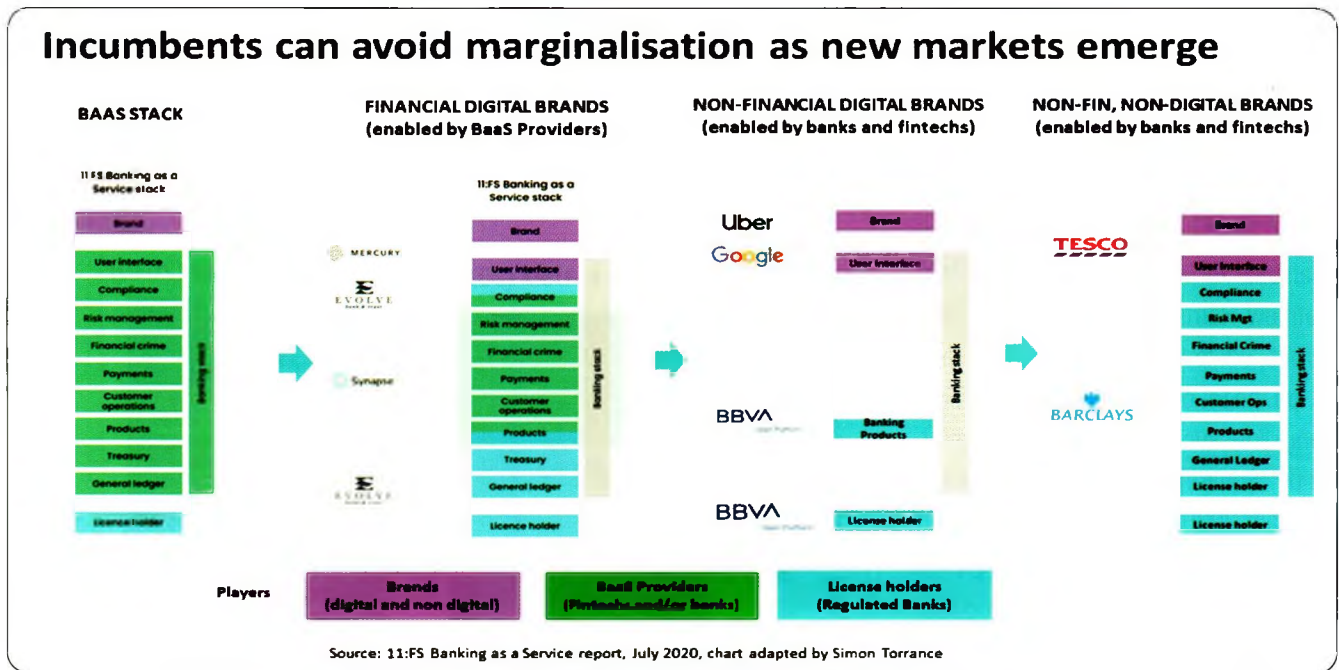 Incumbents can avoid marginalisation as new markets emerge
BAAS STACK
11:FS Banking as a
Service stack
Brand
User interface
Compliance
Risk management
Financial crime
Payments
Customer
operations
Products
Treasury
General ledger
Licence holder
Banking stack
FINANCIAL DIGITAL BRANDS
(enabled by BaaS Providers)
11:FS Banking as a
Service stack
MERCURY
EVOLVE
Synapse
EVOLVE
Brand
User interface
Compliance
Risk management
Financial crime
Payments
Customer
operations
Products
Treasury
General ledger
Licence holder
Banking stack
NON-FINANCIAL DIGITAL BRANDS
(enabled by banks and fintechs)
Uber
Google
BBVA
BBVA
Brand
User Interface
Banking
Products
License holder
Banking stack
NON-FIN, NON-DIGITAL BRANDS
(enabled by banks and fintechs)
TESCO
BARCLAYS
Brand
User Interface
Compliance
Risk Mgt
Financial Crime
Payments
Customer Ops
Products
General Ledger
License holder
License holder
Banking stack
Players
Brands
(digital and non digital)
BaaS Providers
(Fintechs and/or banks)
License holders
(Regulated Banks)
Source: 11:FS Banking as a Service report, July 2020, chart adapted by Simon Torrance